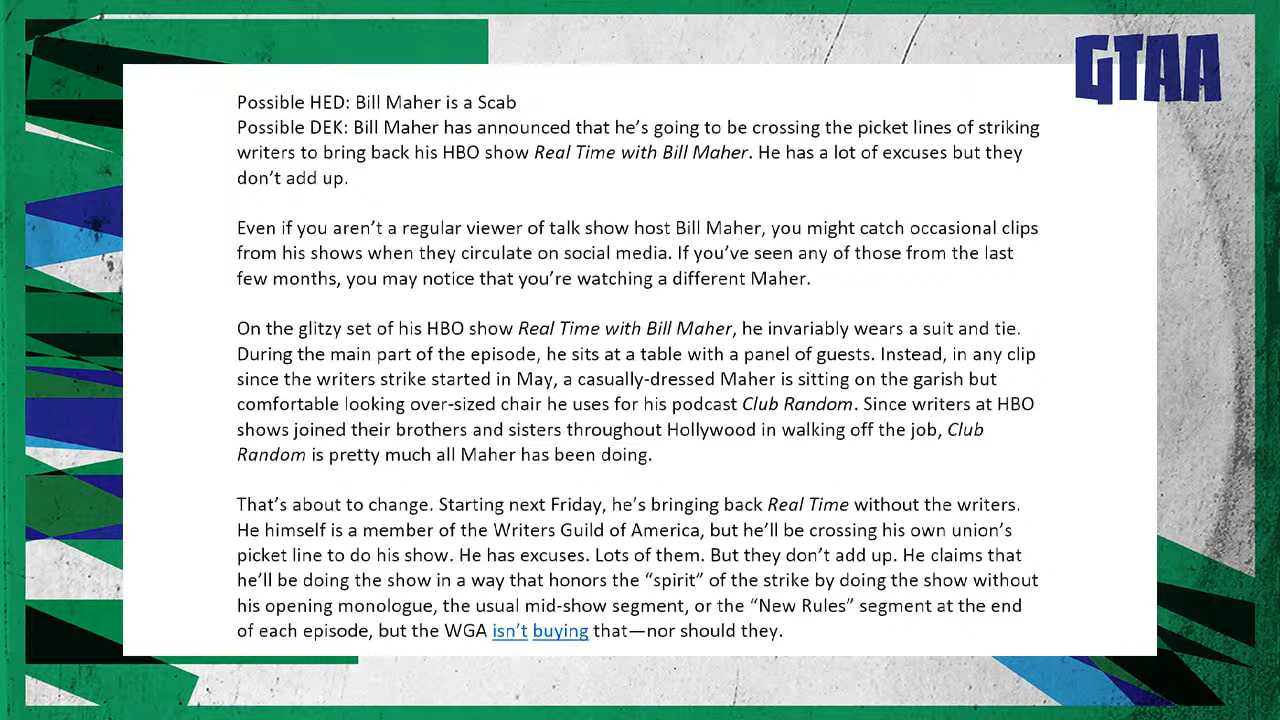 GTAA
Possible HED: Bill Maher is a Scab
Possible DEK: Bill Maher has announced that he’s going to be crossing the picket lines of striking
writers to bring back his HBO show Real Time with Bill Maher. He has a lot of excuses but they
don’t add up.
Even if you aren’t a regular viewer of talk show host Bill Maher, you might catch occasional clips
from his shows when they circulate on social media. If you’ve seen any of those from the last
few months, you may notice that you’re watching a different Maher.
On the glitzy set of his HBO show Real Time with Bill Maher, he invariably wears a suit and tie.
During the main part of the episode, he sits at a table with a panel of guests. Instead, in any clip
since the writers strike started in May, a casually-dressed Maher is sitting on the garish but
comfortable looking over-sized chair he uses for his podcast Club Random. Since writers at HBO
shows joined their brothers and sisters throughout Hollywood in walking off the job, Club
Random is pretty much all Maher has been doing.
That’s about to change. Starting next Friday, he’s bringing back Real Time without the writers.
He himself is a member of the Writers Guild of America, but he’ll be crossing his own union’s
picket line to do his show. He has excuses. Lots of them. But they don’t add up. He claims that
he’ll be doing the show in a way that honors the “spirit” of the strike by doing the show without
his opening monologue, the usual mid-show segment, or the “New Rules” segment at the end
of each episode, but the WGA isn’t buying that—nor should they.